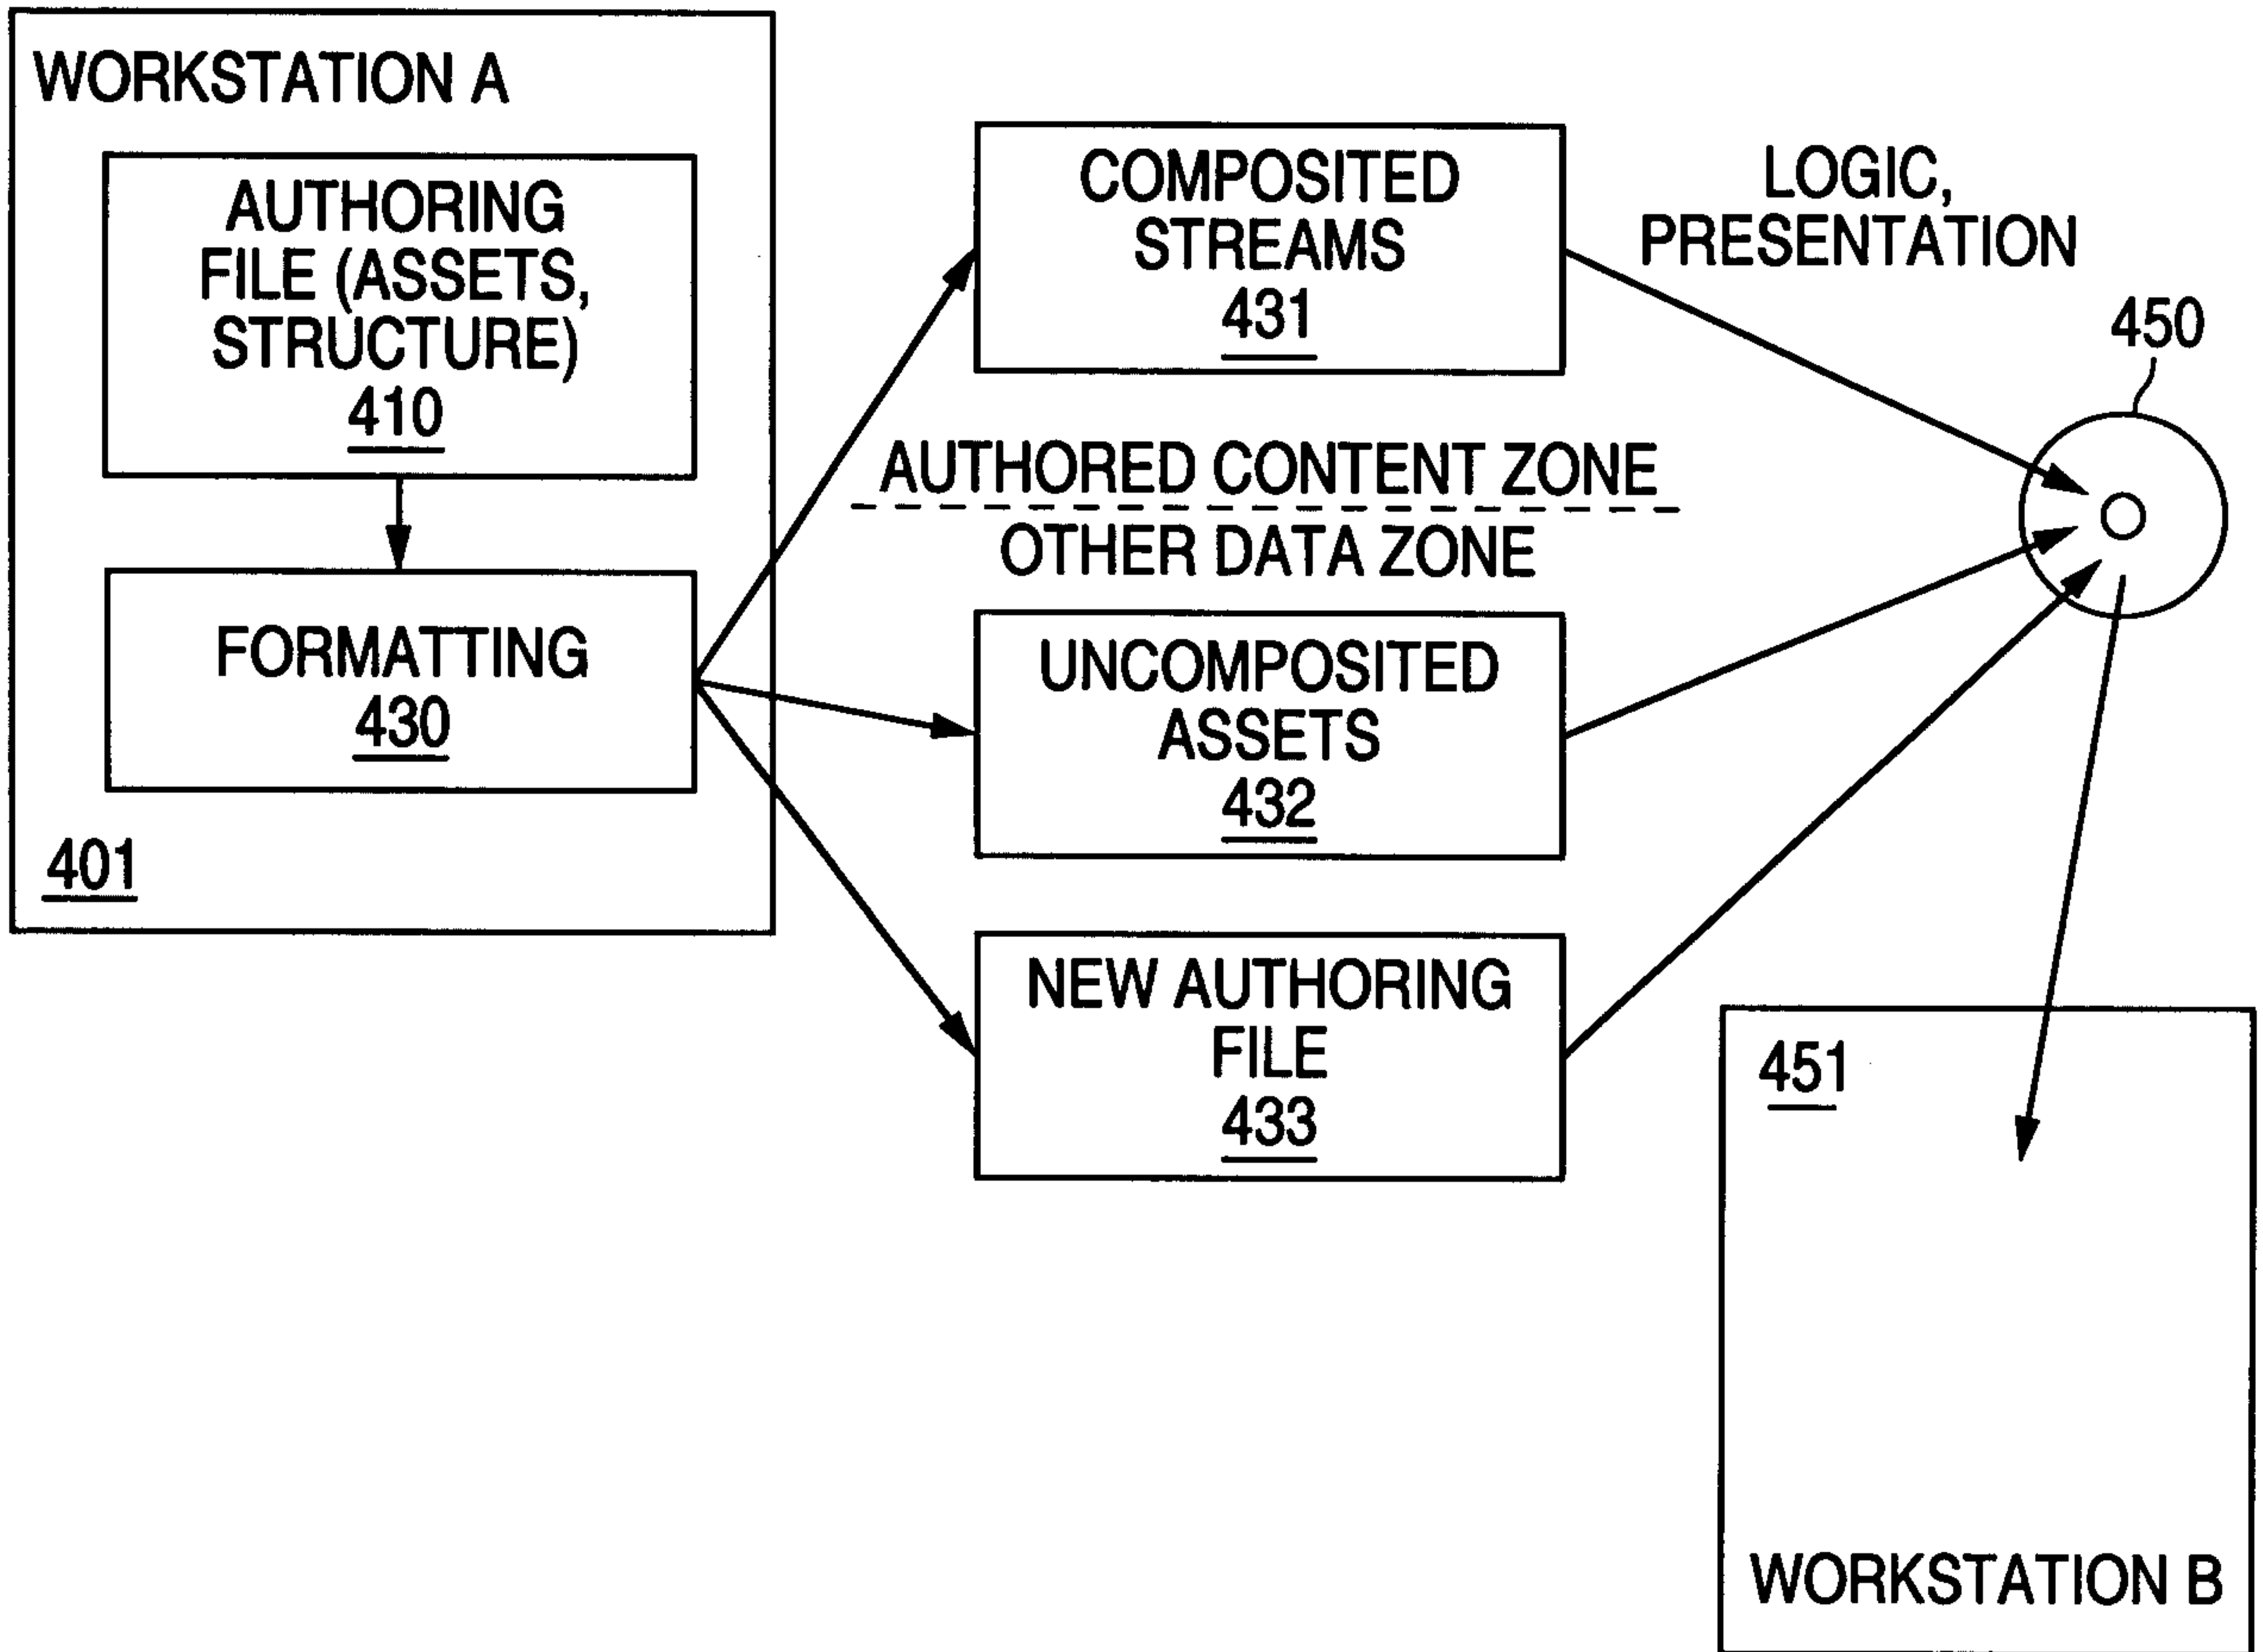 WORKSTATION A
AUTHORING
FILE (ASSETS,
STRUCTURE)
410
FORMATTING
430
401
COMPOSITED
STREAMS
431
LOGIC,
PRESENTATION
450
AUTHORED CONTENT ZONE
OTHER DATA ZONE
UNCOMPOSITED
ASSETS
432
NEW AUTHORING
FILE
433
451
WORKSTATION B